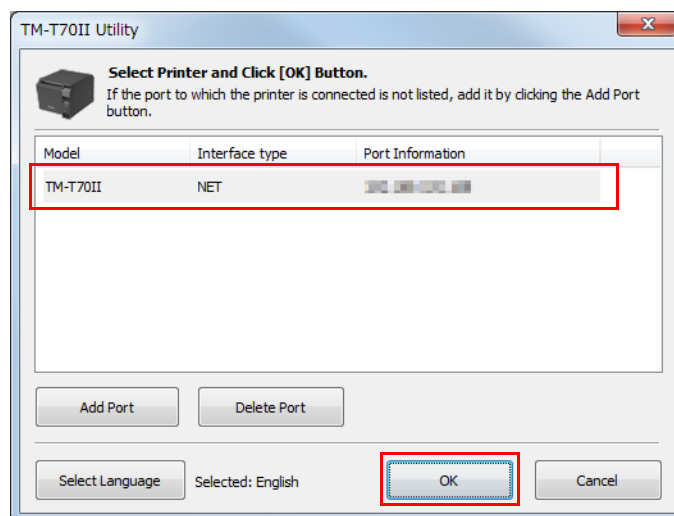 TM-T70II Utility
Select Printer and Click [OK] Button.
If the port to which the printer is connected is not listed, add it by clicking the Add Port
button.
Model Interface type Port Information
TM-T70II NET
Add Port Delete Port
Select Language Selected: English OK Cancel